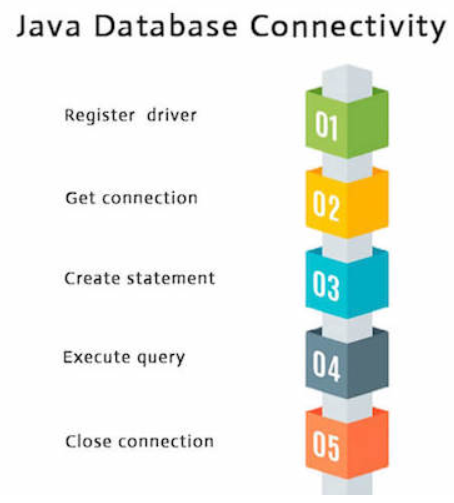 Java Database Connectivity
Register driver
01
Get connection
02
Create statement
03
Execute query
04
Close connection
05